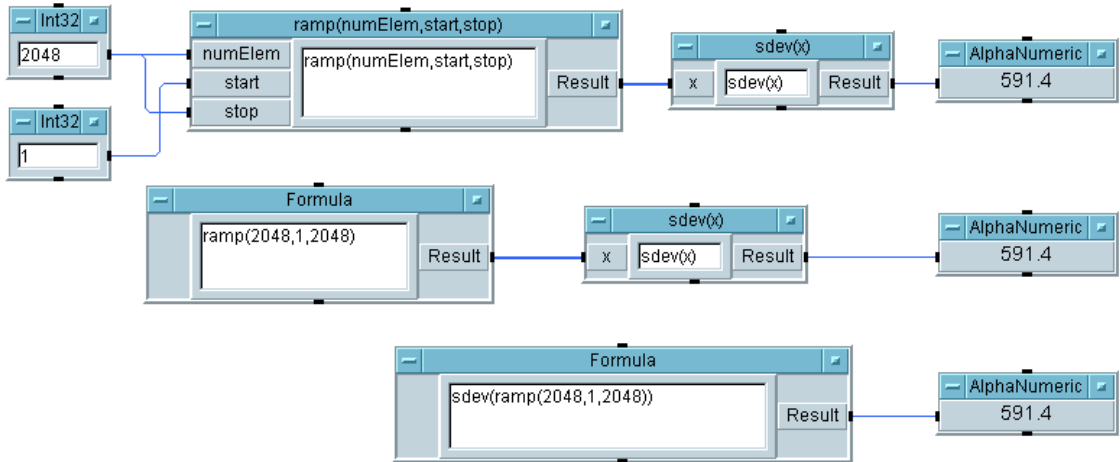 Int32
2048
Int32
1
ramp(numElem,start,stop)
numElem
start
stop
ramp(numElem,start,stop)
Result
sdev(x)
x
sdev(x)
Result
AlphaNumeric
591.4
Formula
ramp(2048,1,2048)
Result
sdev(x)
x
sdev(x)
Result
AlphaNumeric
591.4
Formula
sdev(ramp(2048,1,2048))
Result
AlphaNumeric
591.4